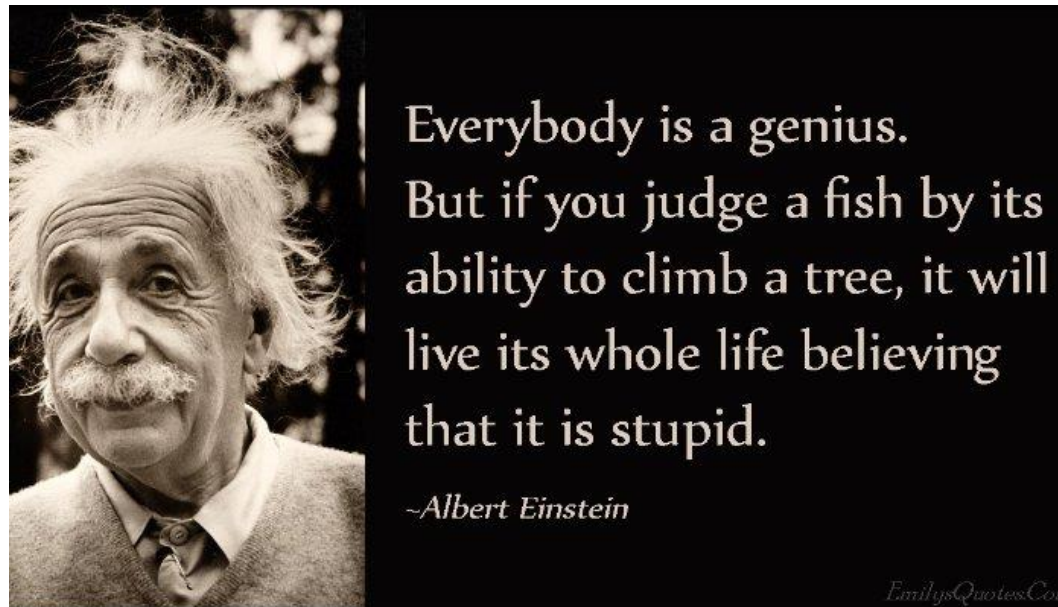 Everybody is a genius.
But if you judge a fish by its
ability to climb a tree, it will
live its whole life believing
that it is stupid.
~Albert Einstein
EmilysQuotes.Co